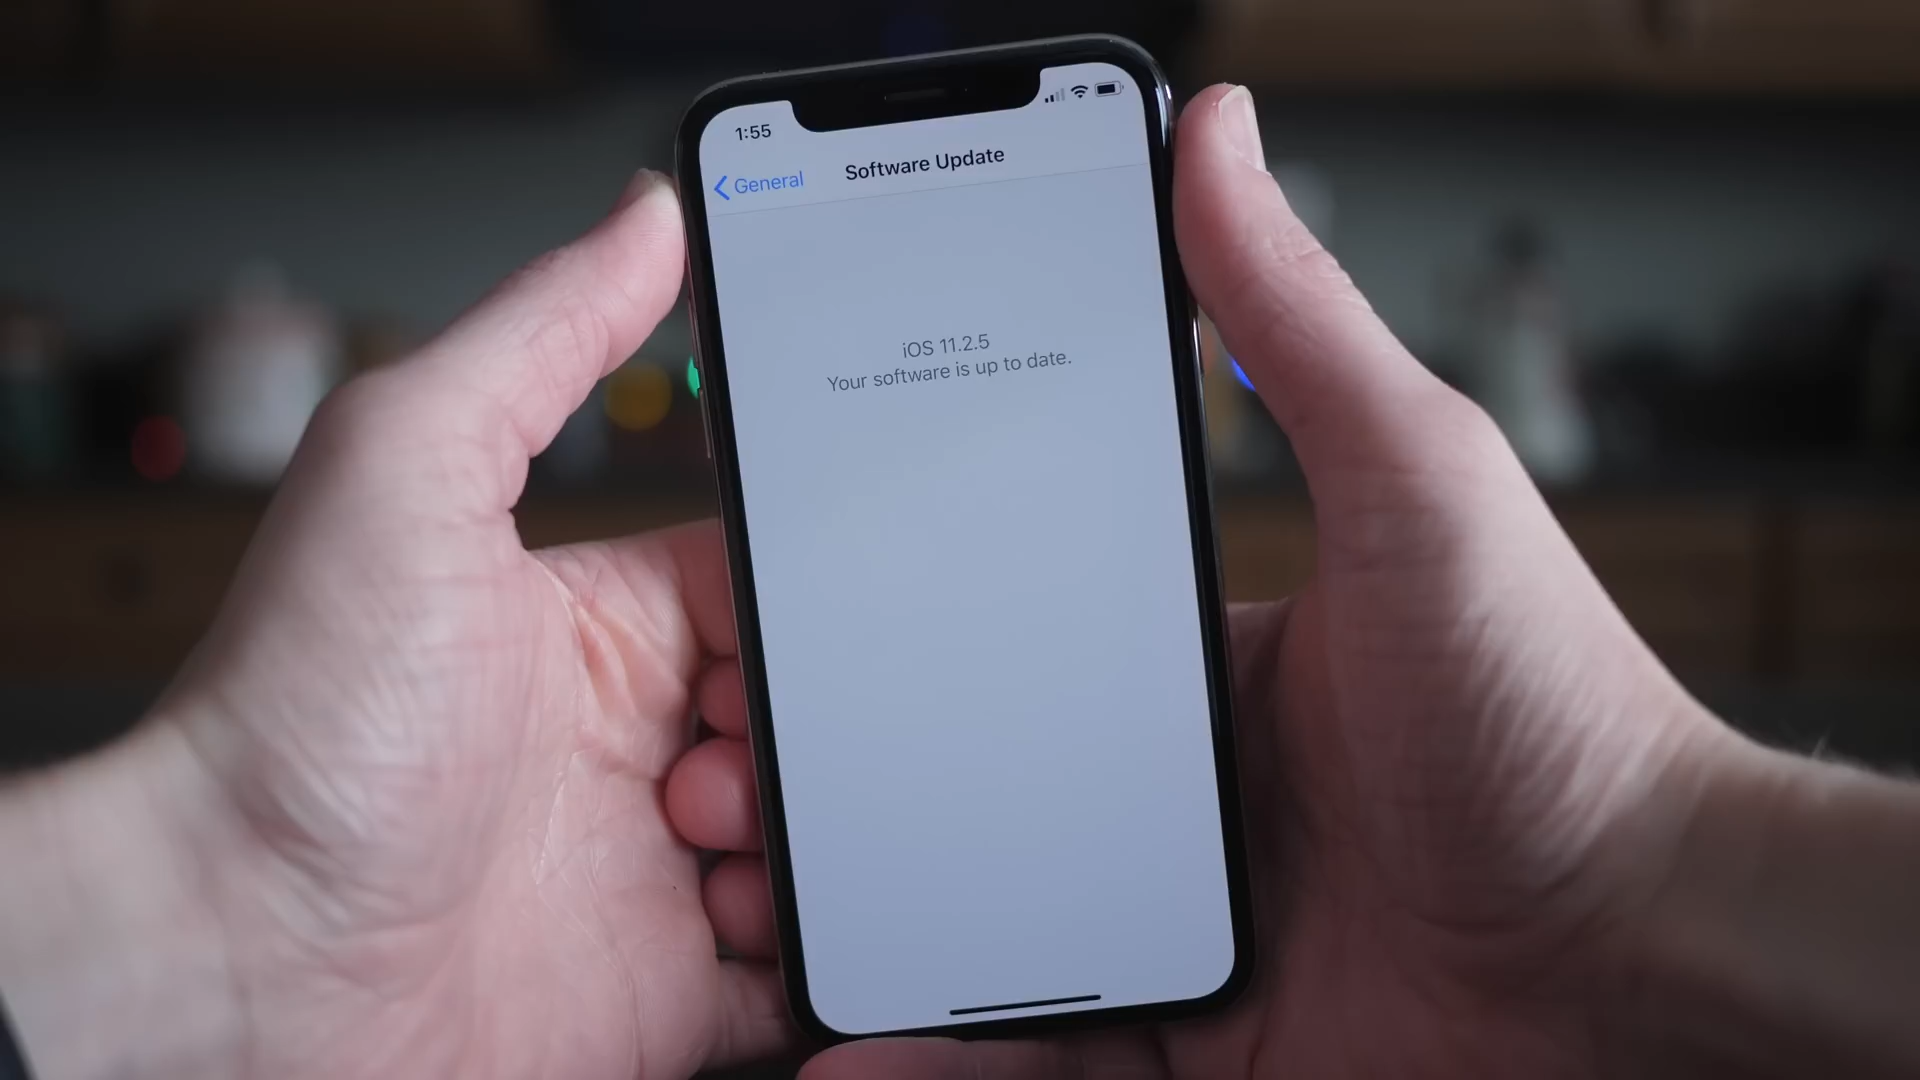 1:55
General
Software Update
iOS 11.2.5
Your software is up to date.